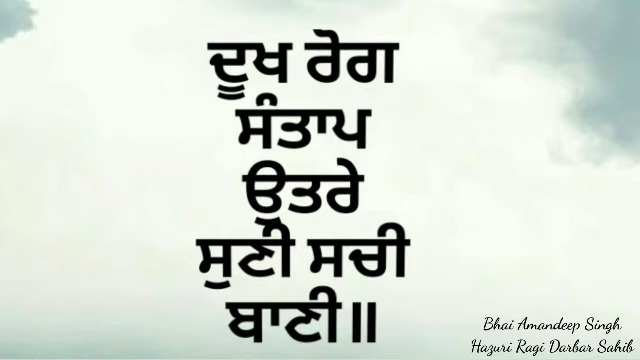 ਦੂਖ ਰੋਗ
ਸੰਤਾਪ
ਉਤਰੇ
ਸੁਣੀ ਸਚੀ
ਬਾਣੀ॥
Bhai Amandeep Singh
Hazuri Ragi Darbar Sahib